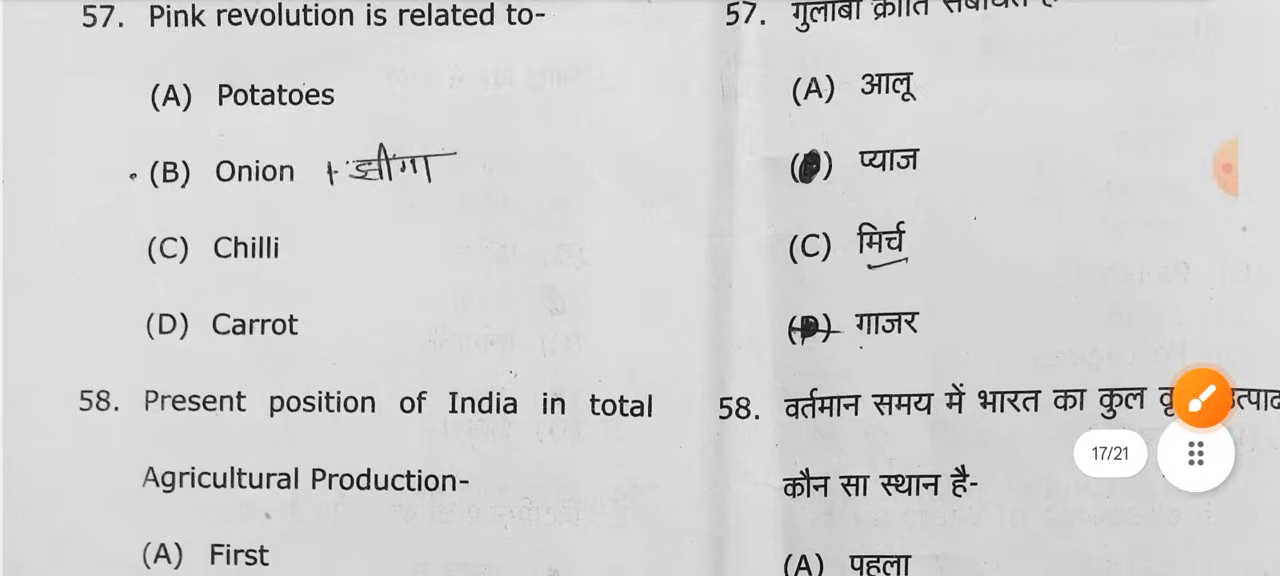 57. Pink revolution is related to-
(A) Potatoes
(B) Onion + झींगा
(C) Chilli
(D) Carrot
58. Present position of India in total
Agricultural Production-
(A) First
57. गुलाबी क्रांति
(A) आलू
प्याज
(C) मिर्च
(D) गाजर
58. वर्तमान समय में भारत का कुल
कौन सा स्थान है-
(A) पहला
17/21